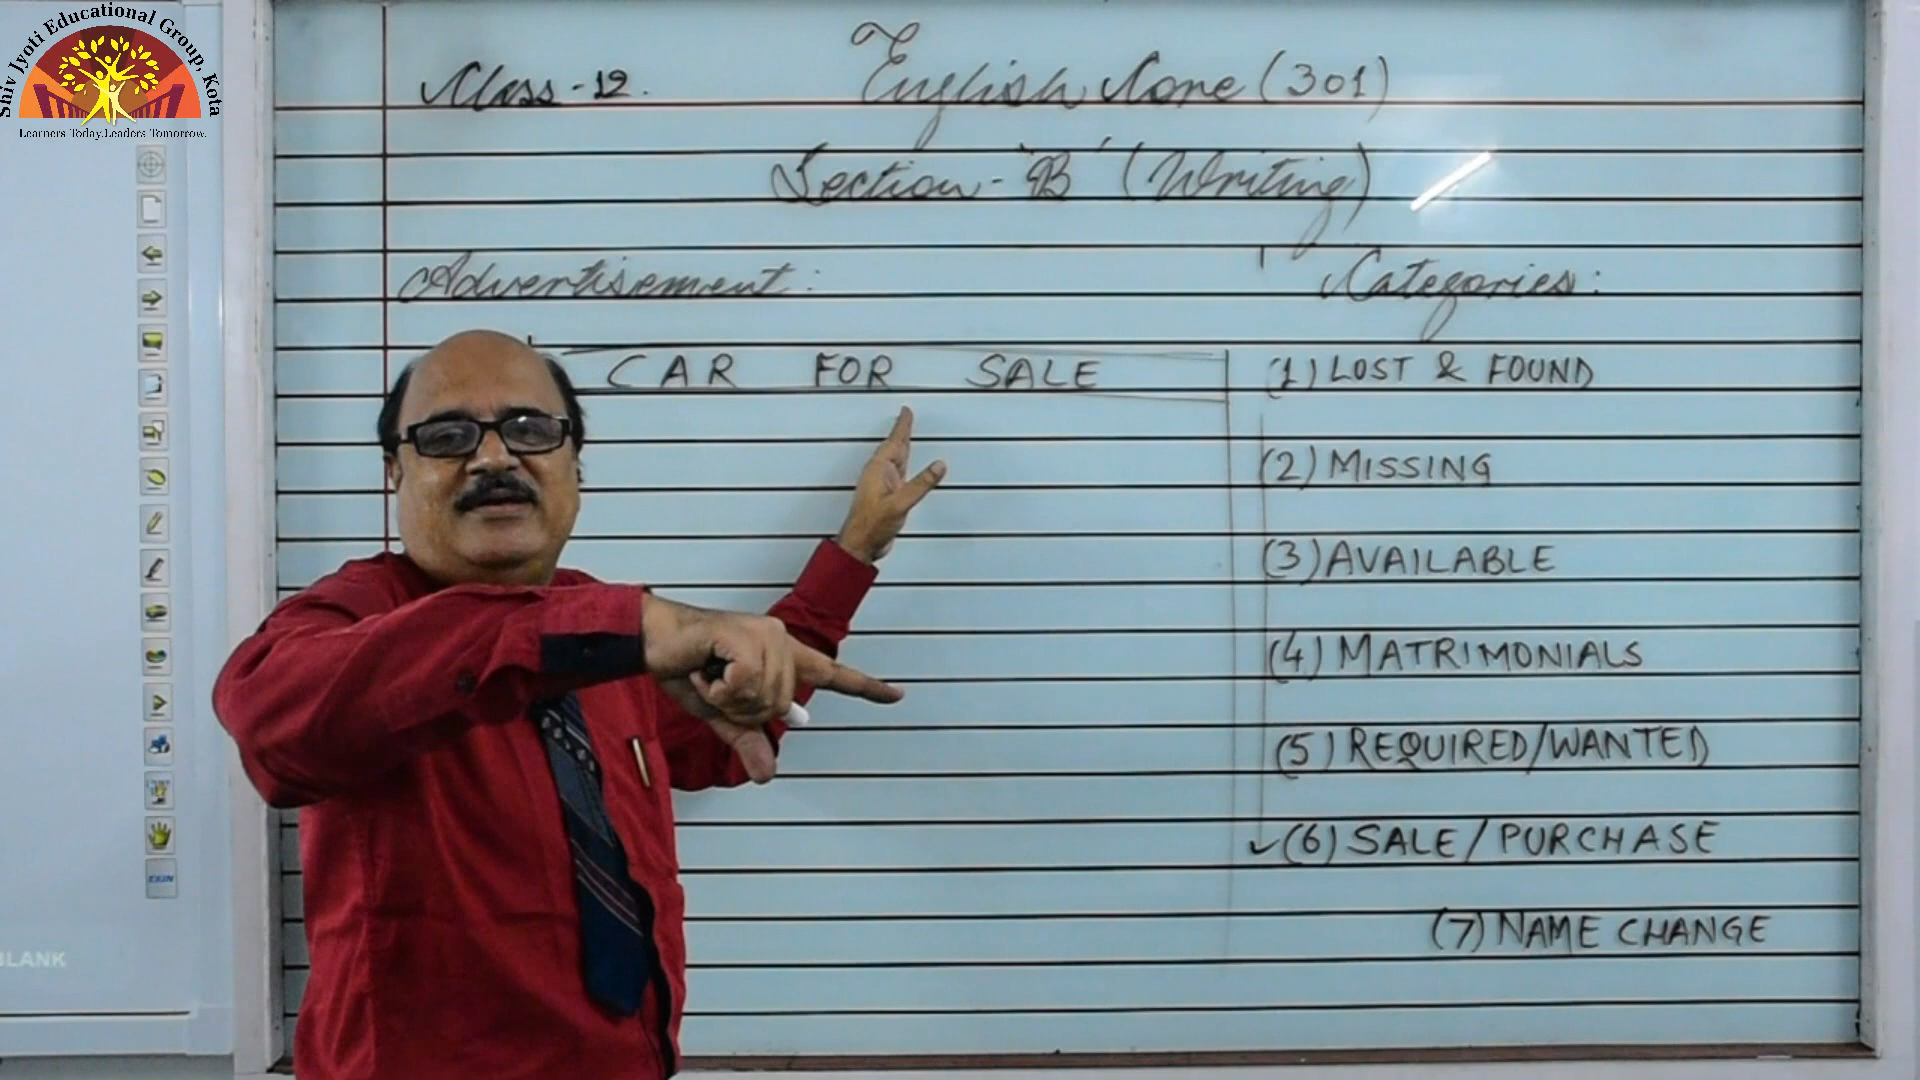 Shiv Jyoti Educational Group, Kota
Learners Today.Leaders Tomorrow.
Class - 12.
English Core (301)
Section - 'B' (Writing)
Advertisement :
Categories :
CAR FOR SALE
(1) LOST & FOUND
(2) MISSING
(3) AVAILABLE
(4) MATRIMONIALS
(5) REQUIRED/WANTED
(6) SALE/PURCHASE
(7) NAME CHANGE